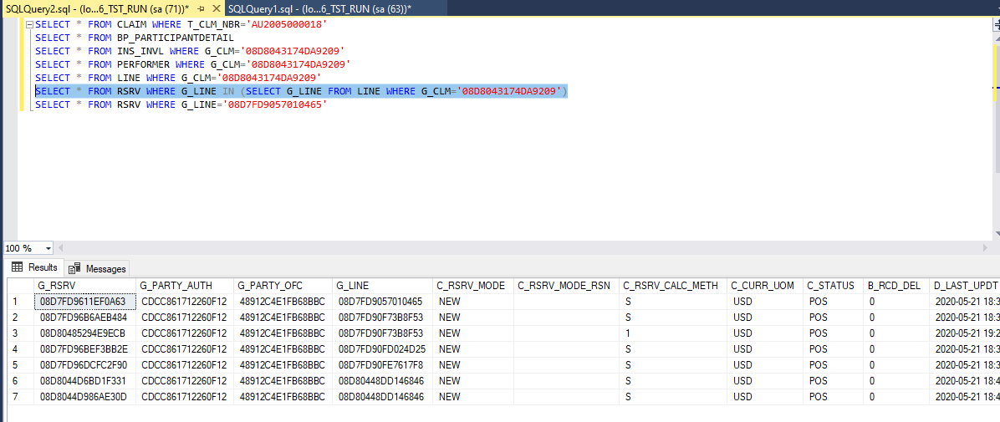 SQLQuery2.sql - (lo...6_TST_RUN (sa (71))* SQLQuery1.sql - (lo...6_TST_RUN (sa (63))*
SELECT * FROM CLAIM WHERE T_CLM_NBR='AU2005000018'
SELECT * FROM BP_PARTICIPANTDETAIL
SELECT * FROM INS_INVL WHERE G_CLM='08D8043174DA9209'
SELECT * FROM PERFORMER WHERE G_CLM='08D8043174DA9209'
SELECT * FROM LINE WHERE G_CLM='08D8043174DA9209'
SELECT * FROM RSRV WHERE G_LINE IN (SELECT G_LINE FROM LINE WHERE G_CLM='08D8043174DA9209')
SELECT * FROM RSRV WHERE G_LINE='08D7FD9057010465'
100 %
Results Messages
G_RSRV G_PARTY_AUTH G_PARTY_OFC G_LINE C_RSRV_MODE C_RSRV_MODE_RSN C_RSRV_CALC_METH C_CURR_UOM C_STATUS B_RCD_DEL D_LAST_UPDT
1 08D7FD9611EF0A63 CDCC861712260F12 48912C4E1FB68BBC 08D7FD9057010465 NEW S USD POS 0 2020-05-21 18:3
2 08D7FD96B6AEB484 CDCC861712260F12 48912C4E1FB68BBC 08D7FD90F73B8F53 NEW S USD POS 0 2020-05-21 18:3
3 08D80485294E9ECB CDCC861712260F12 48912C4E1FB68BBC 08D7FD90F73B8F53 NEW 1 USD POS 0 2020-05-21 19:2
4 08D7FD96BEF3BB2E CDCC861712260F12 48912C4E1FB68BBC 08D7FD90FD024D25 NEW S USD POS 0 2020-05-21 18:3
5 08D7FD96DCFC2F90 CDCC861712260F12 48912C4E1FB68BBC 08D7FD90FE7617F8 NEW S USD POS 0 2020-05-21 18:3
6 08D8044D6BD1F331 CDCC861712260F12 48912C4E1FB68BBC 08D80448DD146846 NEW S USD POS 0 2020-05-21 18:4
7 08D8044D986AE30D CDCC861712260F12 48912C4E1FB68BBC 08D80448DD146846 NEW S USD POS 0 2020-05-21 18:4